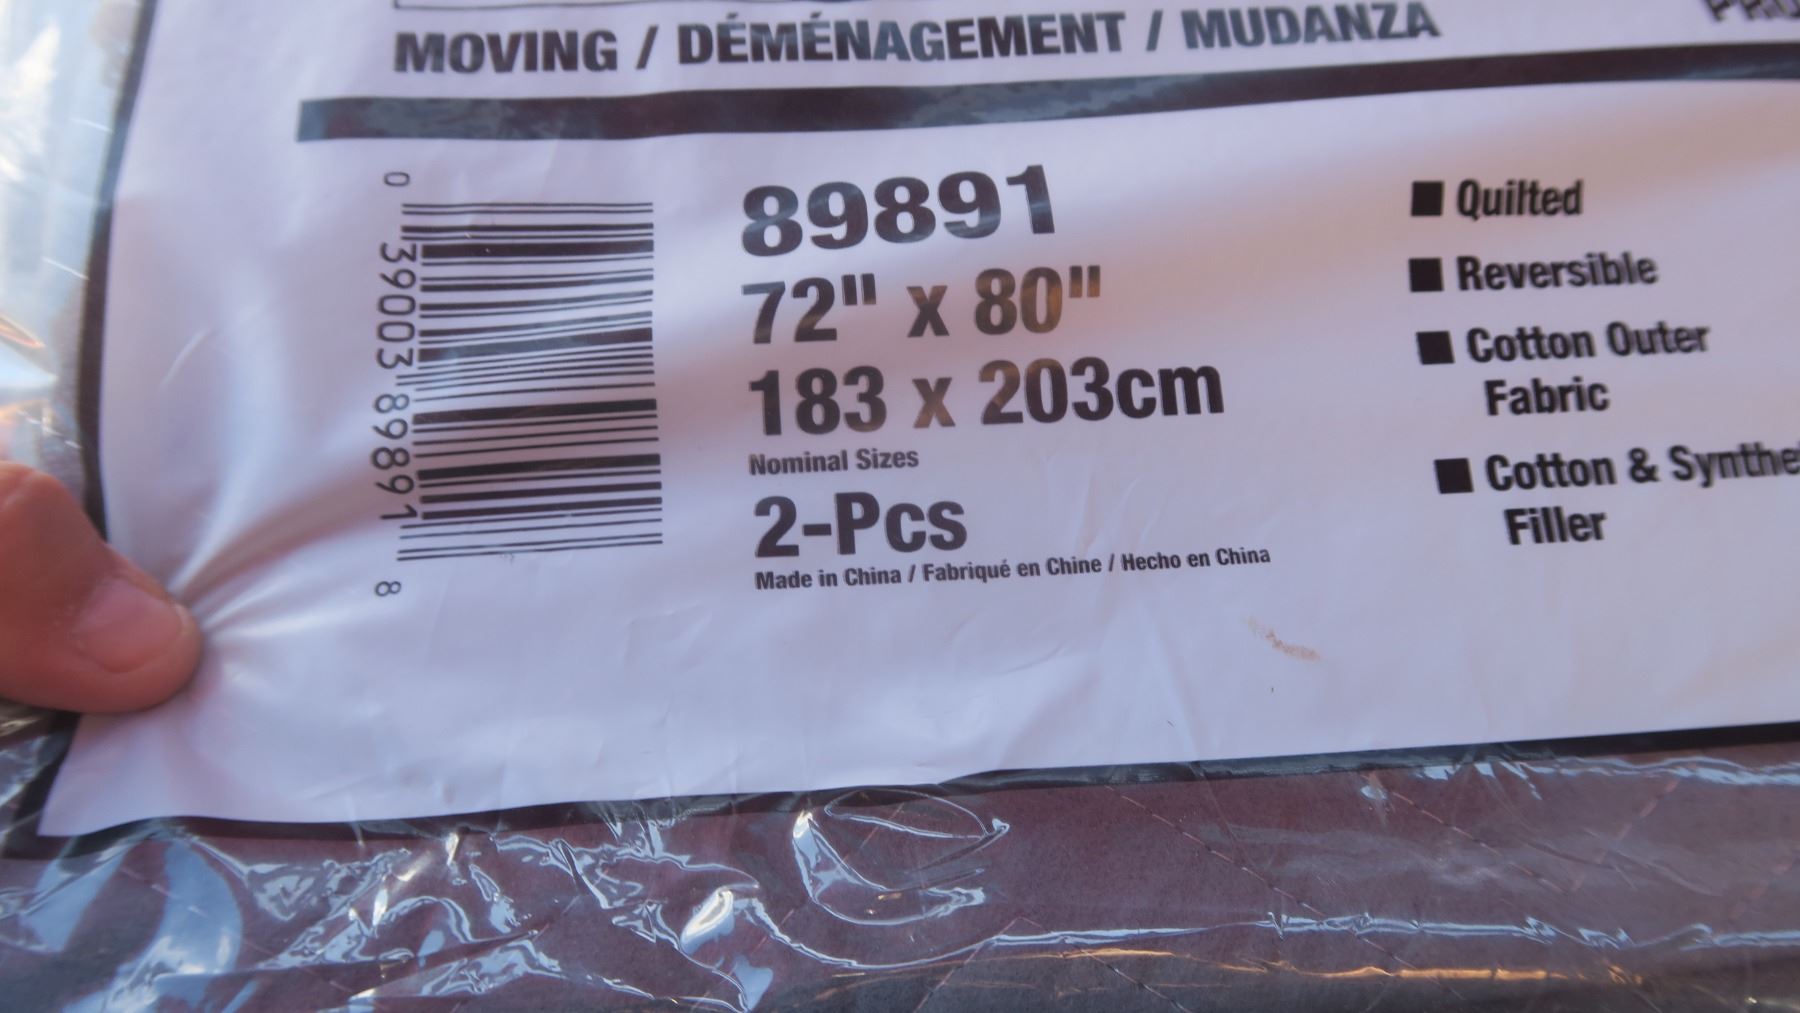 MOVING / DÉMÉNAGEMENT / MUDANZA
0 39003 89891 8
89891
72" x 80"
183 x 203cm
Nominal Sizes
2-Pcs
Made in China / Fabriqué en Chine / Hecho en China
■ Quilted
■ Reversible
■ Cotton Outer
Fabric
■ Cotton &
Filler